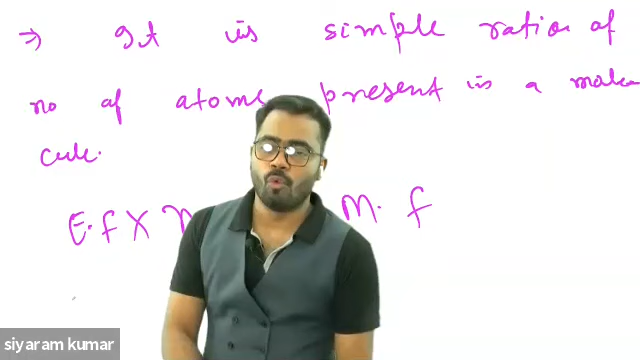 ⇒ It is simple ratio of
no of atoms present in a mole
cule.
E.f X n M. f
siyaram kumar